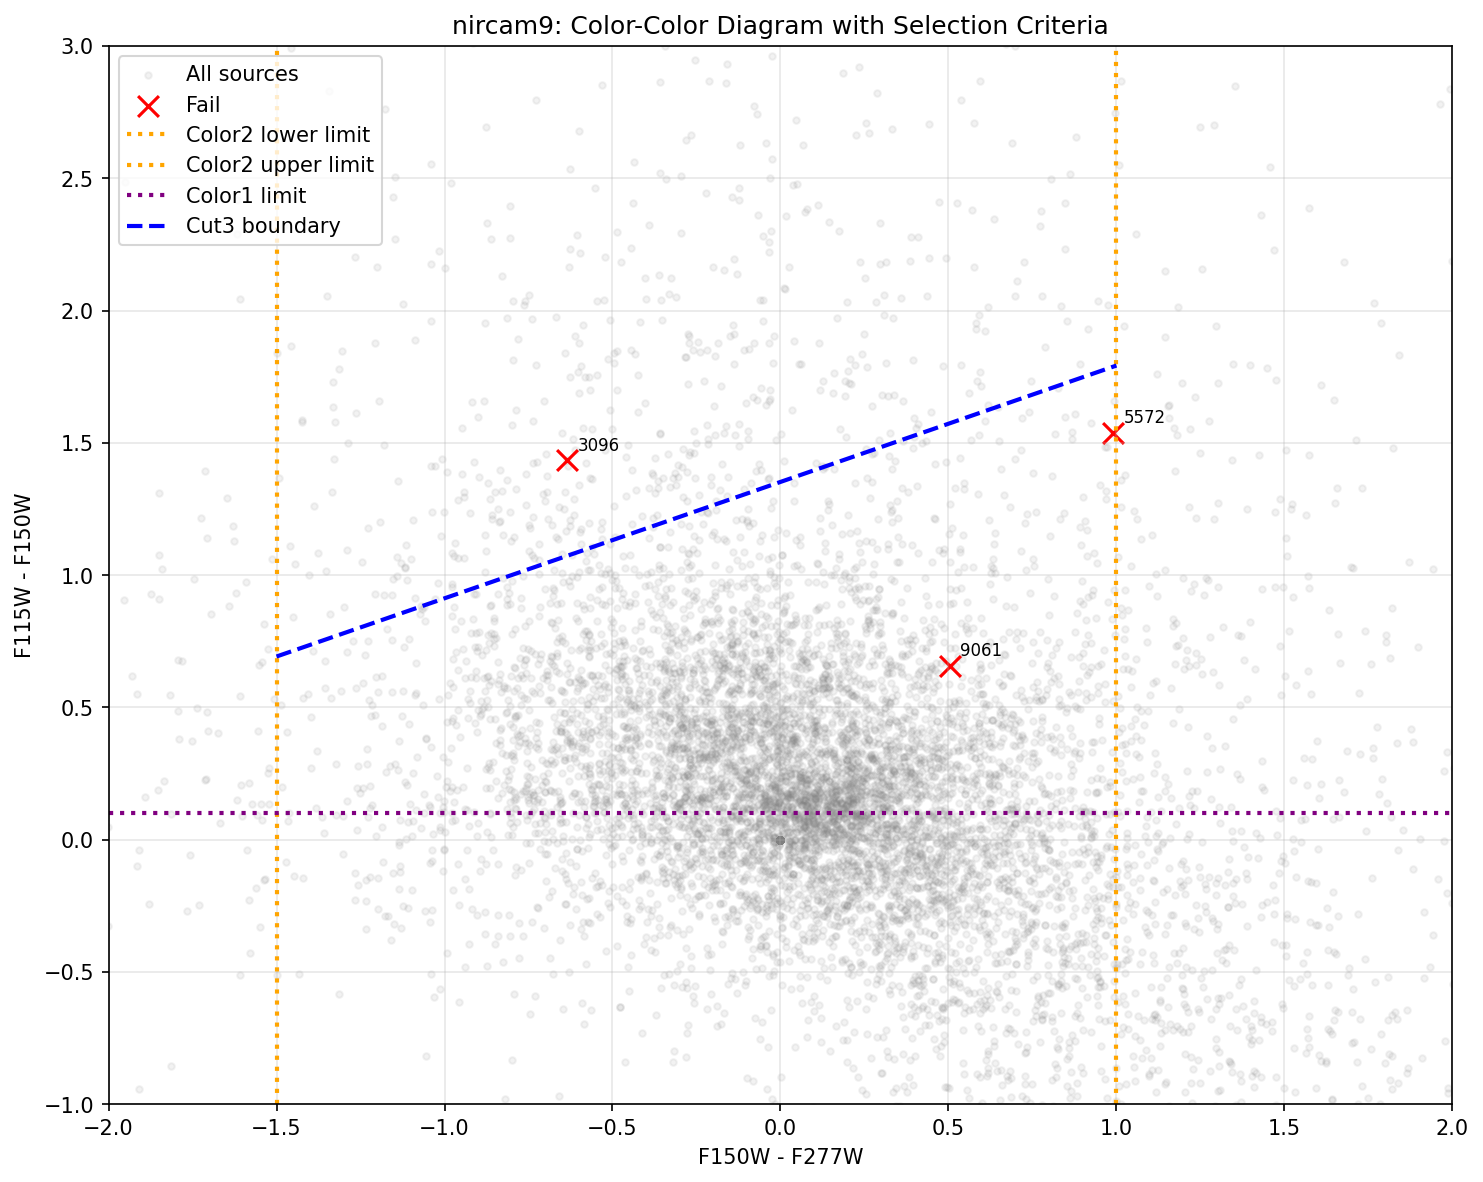 nircam9: Color-Color Diagram with Selection Criteria
3.0
2.5
2.0
1.5
1.0
0.5
0.0
−0.5
−1.0
F115W - F150W
All sources
Fail
Color2 lower limit
Color2 upper limit
Color1 limit
Cut3 boundary
3096
5572
9061
−2.0 −1.5 −1.0 −0.5 0.0 0.5 1.0 1.5 2.0
F150W - F277W